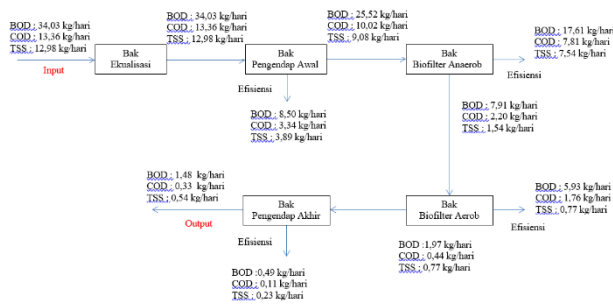 BOD : 34,03 kg/hari
COD : 13,36 kg/hari
TSS : 12,98 kg/hari
Input
Bak
Ekualisasi
BOD : 34,03 kg/hari
COD : 13,36 kg/hari
TSS : 12,98 kg/hari
Bak
Pengendap Awal
Efisiensi
BOD : 8,50 kg/hari
COD : 3,34 kg/hari
TSS : 3,89 kg/hari
BOD : 25,52 kg/hari
COD : 10,02 kg/hari
TSS : 9,08 kg/hari
Bak
Biofilter Anaerob
BOD : 17,61 kg/hari
COD : 7,81 kg/hari
TSS : 7,54 kg/hari
Efisiensi
BOD : 7,91 kg/hari
COD : 2,20 kg/hari
TSS : 1,54 kg/hari
Bak
Biofilter Aerob
BOD : 5,93 kg/hari
COD : 1,76 kg/hari
TSS : 0,77 kg/hari
Efisiensi
BOD :1,97 kg/hari
COD : 0,44 kg/hari
TSS : 0,77 kg/hari
Bak
Pengendap Akhir
Efisiensi
BOD :0,49 kg/hari
COD : 0,11 kg/hari
TSS : 0,23 kg/hari
BOD : 1,48 kg/hari
COD : 0,33 kg/hari
TSS : 0,54 kg/hari
Output